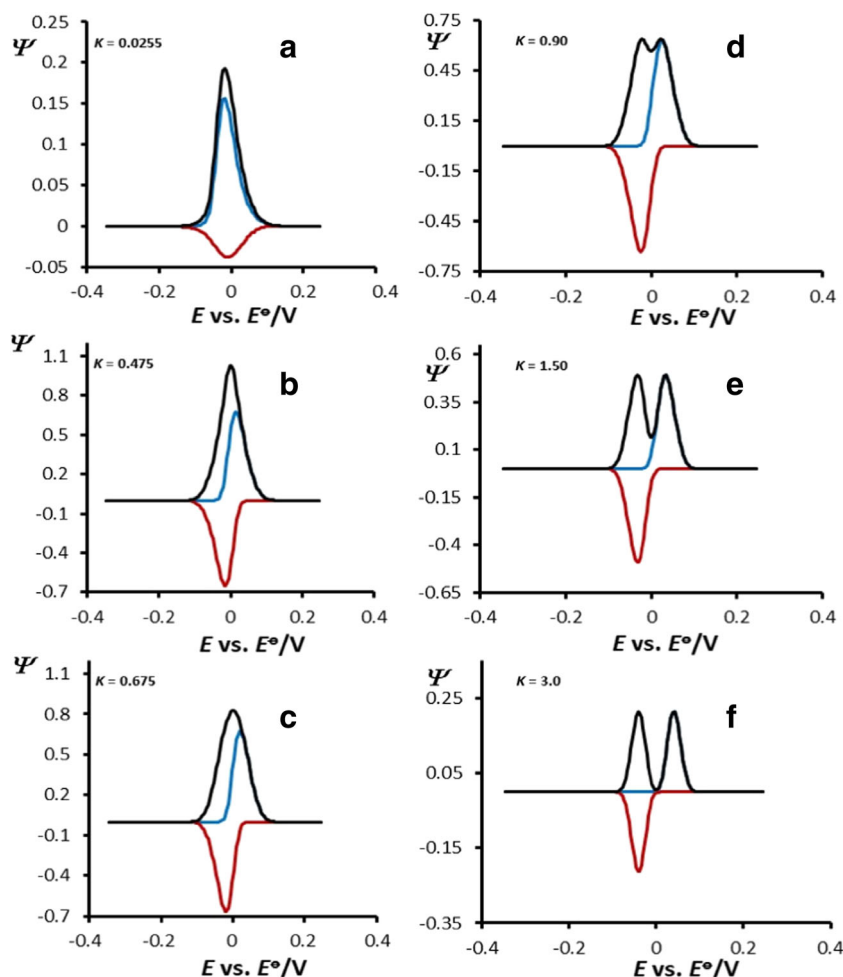 Ψ
0.25
0.2
0.15
0.1
0.05
0
-0.05
K = 0.0255
a
-0.4
-0.2
0
0.2
0.4
E vs. E°/V
Ψ
1.1
0.8
0.5
0.2
-0.1
-0.4
-0.7
K = 0.475
b
-0.4
-0.2
0
0.2
0.4
E vs. E°/V
Ψ
1.1
0.8
0.5
0.2
-0.1
-0.4
-0.7
K = 0.675
c
-0.4
-0.2
0
0.2
0.4
E vs. E°/V
Ψ
0.75
0.45
0.15
-0.15
-0.45
-0.75
K = 0.90
d
-0.4
-0.2
0
0.2
0.4
E vs. E°/V
Ψ
0.6
0.35
0.1
-0.15
-0.4
-0.65
K = 1.50
e
-0.4
-0.2
0
0.2
0.4
E vs. E°/V
Ψ
0.25
0.05
-0.15
-0.35
K = 3.0
f
-0.4
-0.2
0
0.2
0.4
E vs. E°/V